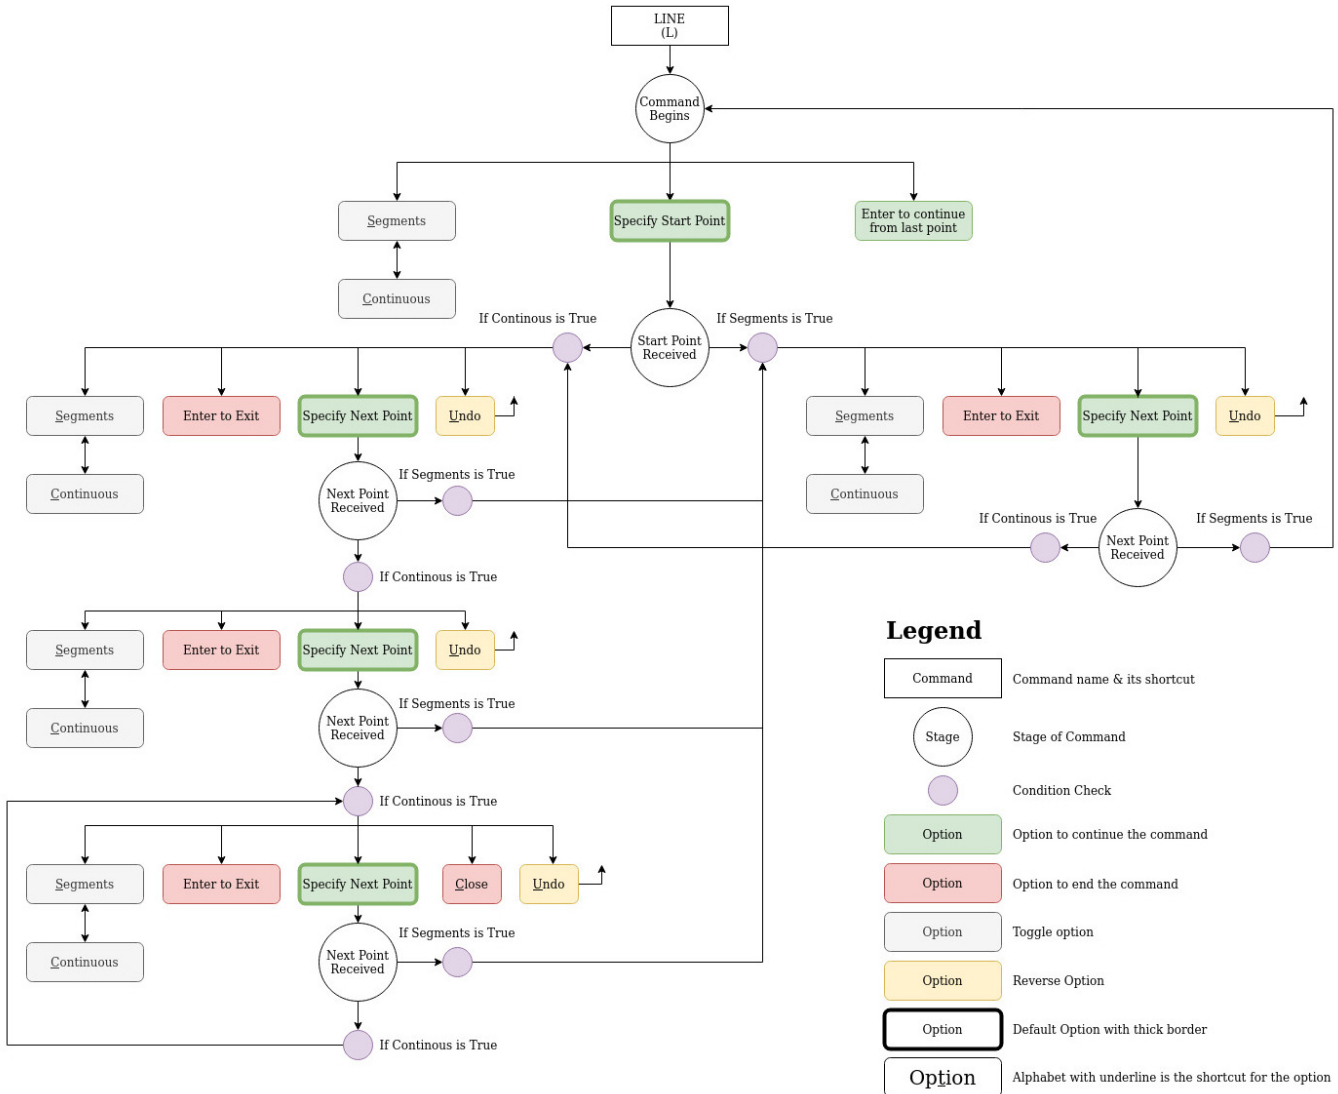 LINE
(L)
Command
Begins
Segments
Specify Start Point
Enter to continue
from last point
Continuous
If Continous is True
Start Point
Received
If Segments is True
Segments
Enter to Exit
Specify Next Point
Undo
Segments
Enter to Exit
Specify Next Point
Undo
Continuous
Next Point
Received
If Segments is True
Continuous
If Continous is True
Next Point
Received
If Segments is True
If Continous is True
Segments
Enter to Exit
Specify Next Point
Undo
Continuous
Next Point
Received
If Segments is True
If Continous is True
Segments
Enter to Exit
Specify Next Point
Close
Undo
Continuous
Next Point
Received
If Segments is True
If Continous is True
Legend
Command
Command name & its shortcut
Stage
Stage of Command
Condition Check
Option
Option to continue the command
Option
Option to end the command
Option
Toggle option
Option
Reverse Option
Option
Default Option with thick border
Option
Alphabet with underline is the shortcut for the option